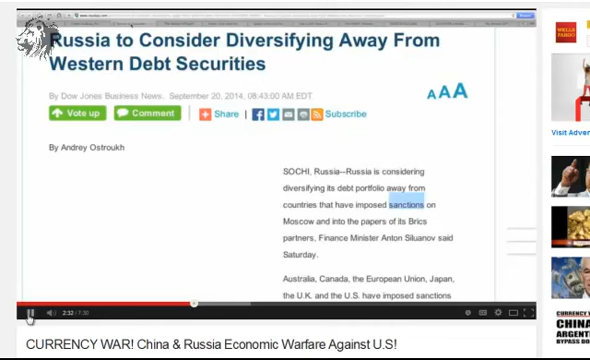 Russia to Consider Diversifying Away From
Western Debt Securities
By Dow Jones Business News, September 20, 2014, 08:43:00 AM EDT
A A A
Vote up
Comment
Share
Subscribe
By Andrey Ostroukh
SOCHI, Russia--Russia is considering
diversifying its debt portfolio away from
countries that have imposed sanctions on
Moscow and into the papers of its Brics
partners, Finance Minister Anton Siluanov said
Saturday.
Australia, Canada, the European Union, Japan,
the U.K. and the U.S. have imposed sanctions
2:32 / 7:30
CURRENCY WAR! China & Russia Economic Warfare Against U.S!
WELLS
FARGO
Visit Adver
CURREN
CHINA
ARGENT
BYPASS DO